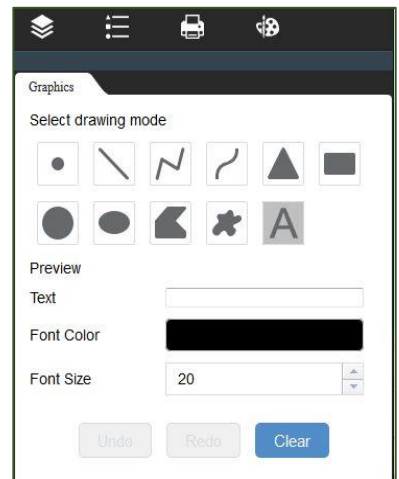 Graphics
Select drawing mode
A
Preview
Text
Font Color
Font Size 20
Undo Redo Clear